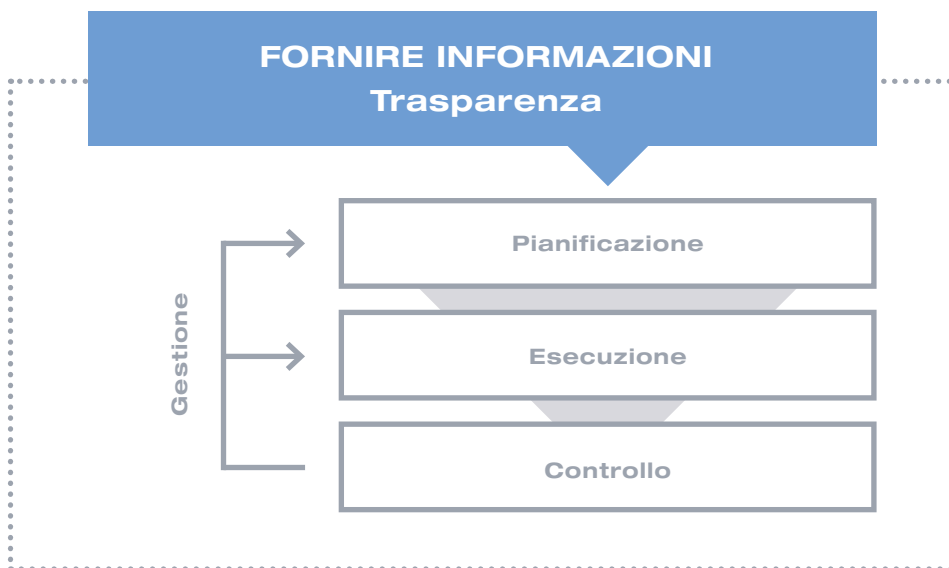 FORNIRE INFORMAZIONI
Trasparenza
Pianificazione
Gestione
Esecuzione
Controllo